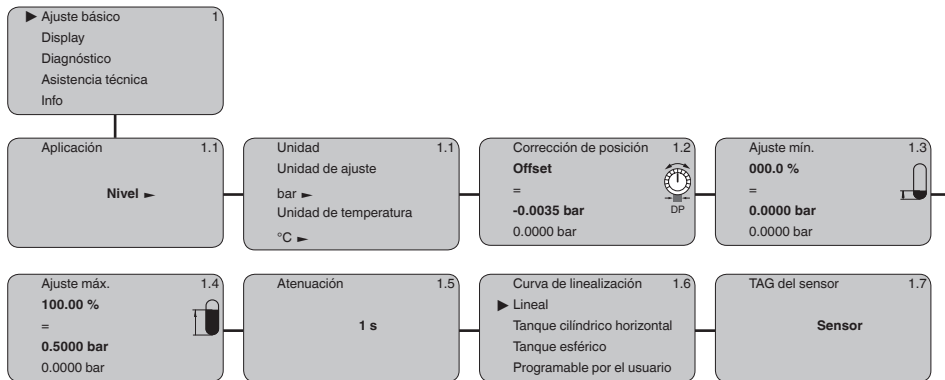 ▶ Ajuste básico 1
Display
Diagnóstico
Asistencia técnica
Info
Aplicación 1.1
Nivel ►
Unidad 1.1
Unidad de ajuste
bar ►
Unidad de temperatura
°C ►
Corrección de posición 1.2
Offset
=
-0.0035 bar
0.0000 bar
DP
Ajuste mín. 1.3
000.0 %
=
0.0000 bar
0.0000 bar
Ajuste máx. 1.4
100.00 %
=
0.5000 bar
0.0000 bar
Atenuación 1.5
1 s
Curva de linealización 1.6
▶ Lineal
Tanque cilíndrico horizontal
Tanque esférico
Programable por el usuario
TAG del sensor 1.7
Sensor